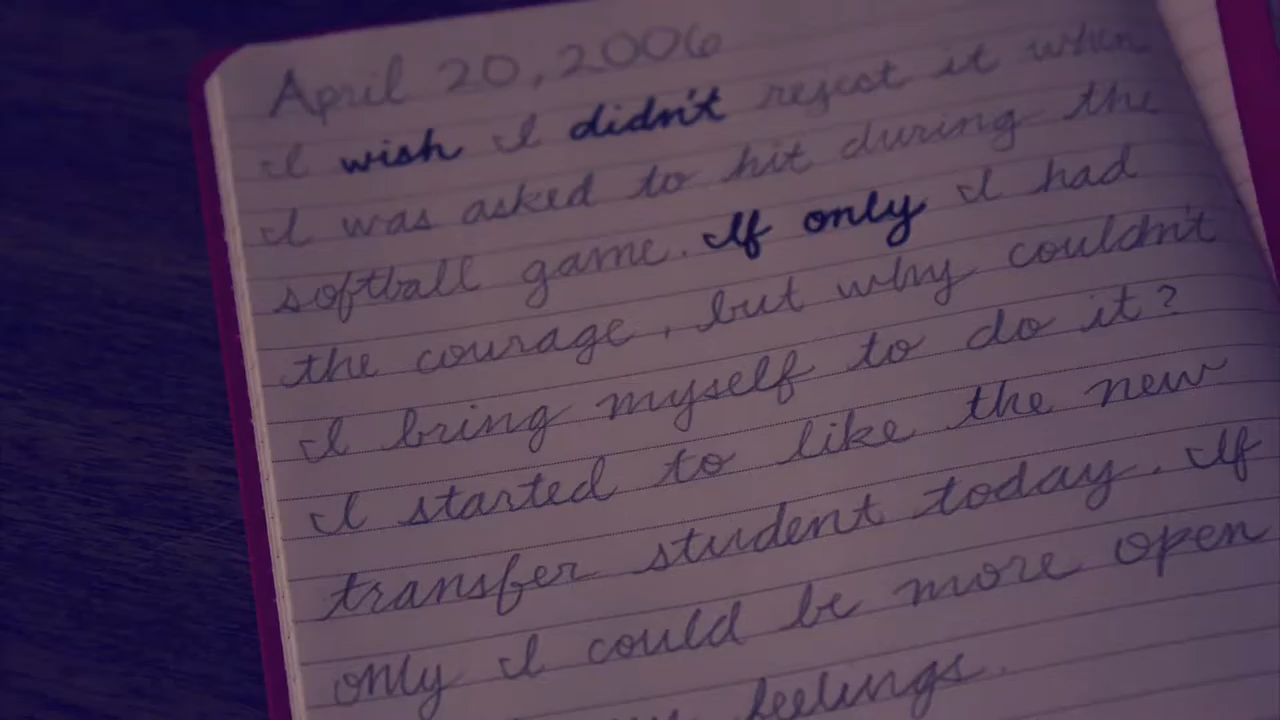 April 20, 2006
I wish I didn't reject it when
I was asked to hit during the
softball game. If only I had
the courage, but why couldn't
I bring myself to do it?
I started to like the new
transfer student today. If
only I could be more open
feelings.